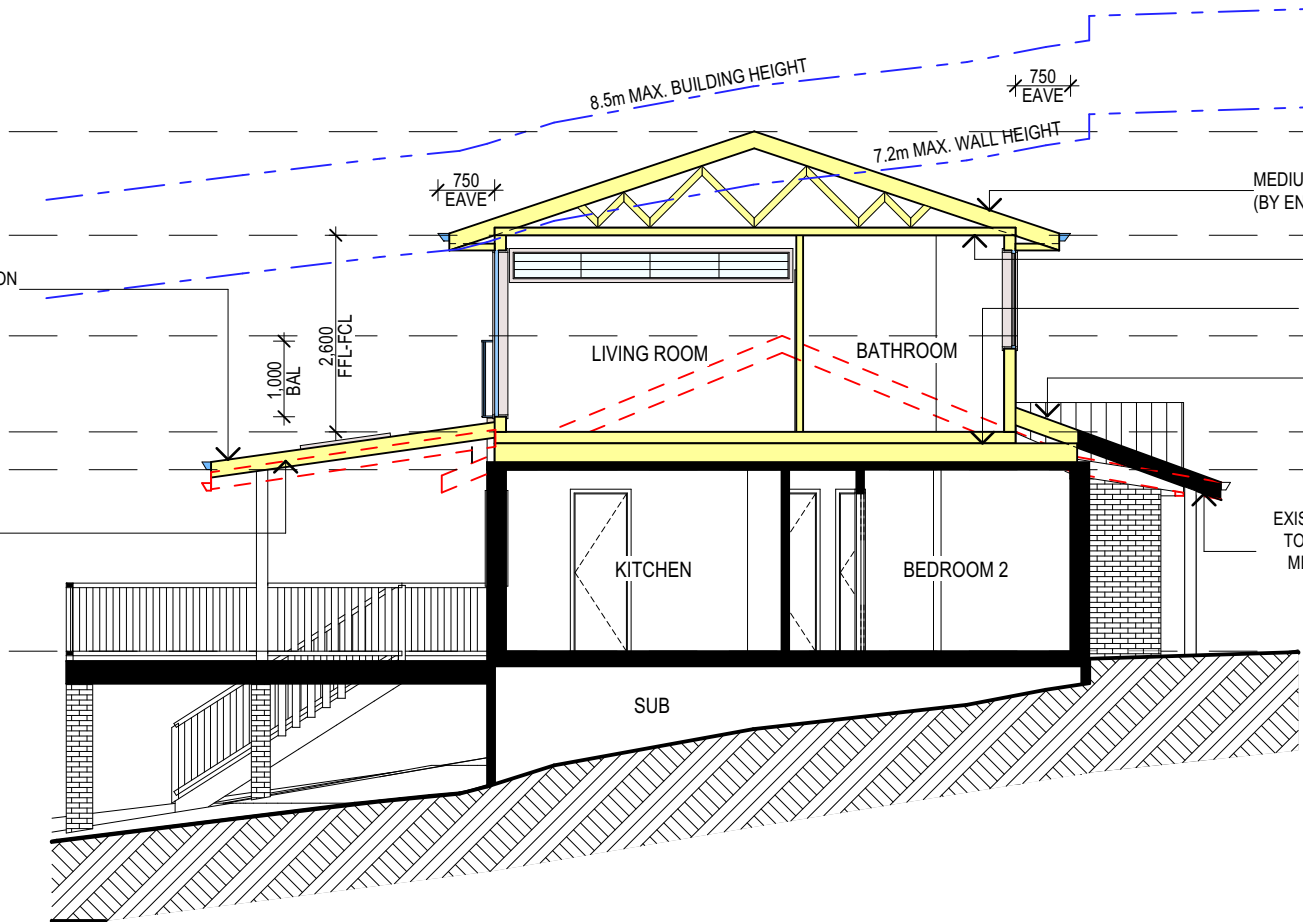 8.5m MAX. BUILDING HEIGHT
750
EAVE
7.2m MAX. WALL HEIGHT
750
EAVE
MEDIU
(BY EN
ON
2,600
FFL-FCL
1,000
BAL
LIVING ROOM
BATHROOM
EXIS
TO
KITCHEN
BEDROOM 2
SUB